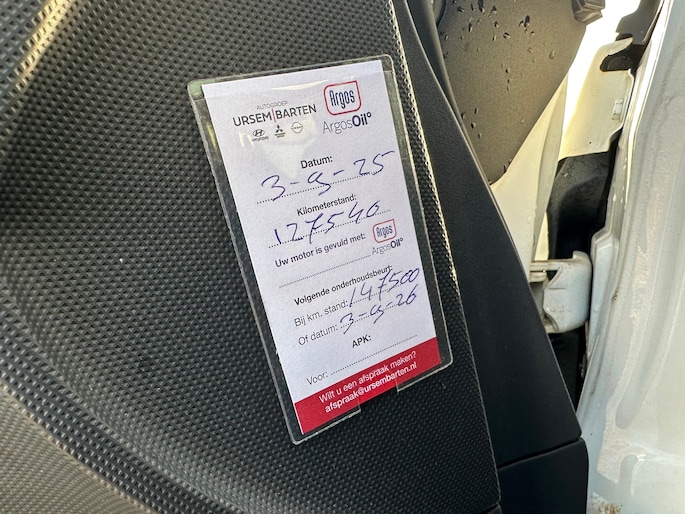 AUTOGROEP
URSEM|BARTEN
HYUNDAI
Argos
ArgosOil°
Datum:
3-9-25
Kilometerstand:
127540
Uw motor is gevuld met:
Argos
ArgosOil°
Volgende onderhoudsbeurt:
Bij km. stand: 147500
Of datum: 3-9-26
APK:
Voor:
Wilt u een afspraak maken?
afspraak@ursembarten.nl